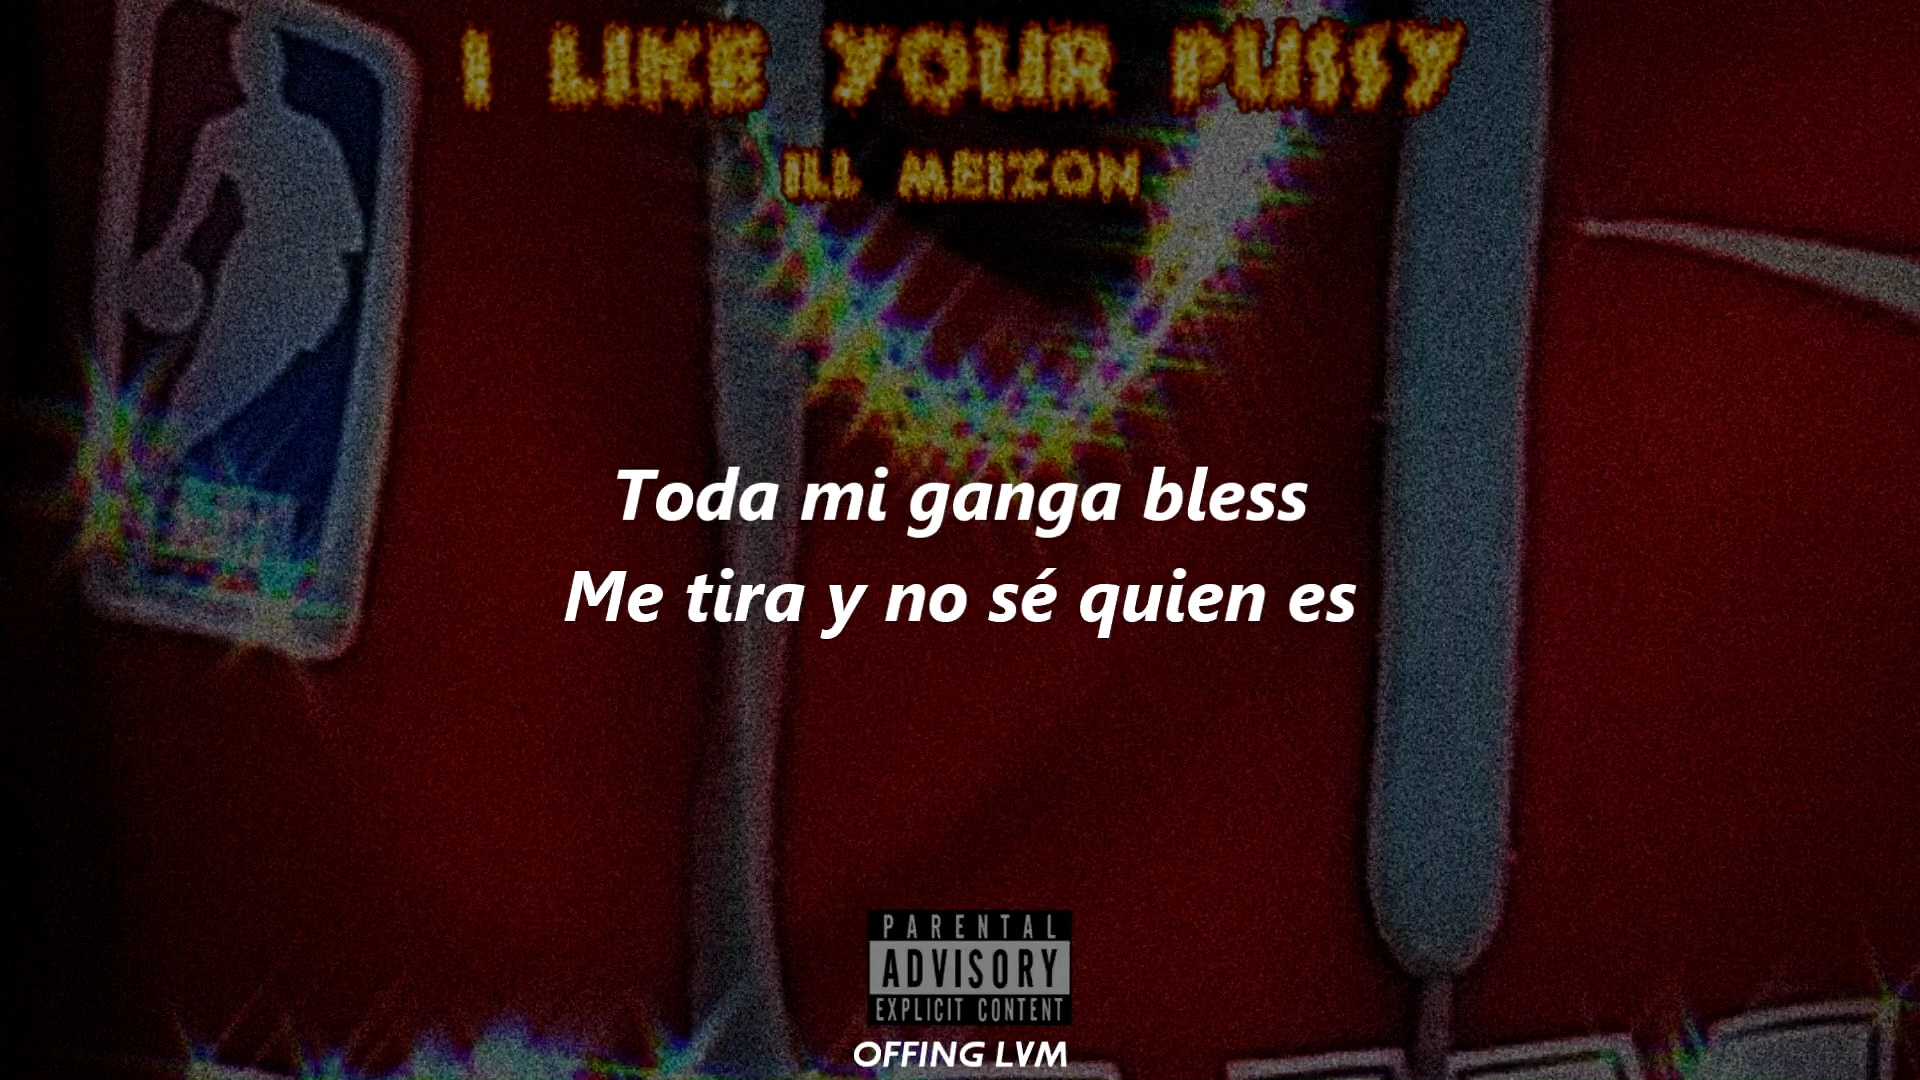 I LIKE YOUR PUSSY
ILL MEIZON
Toda mi ganga bless
Me tira y no sé quien es
PARENTAL
ADVISORY
EXPLICIT CONTENT
OFFING LVM